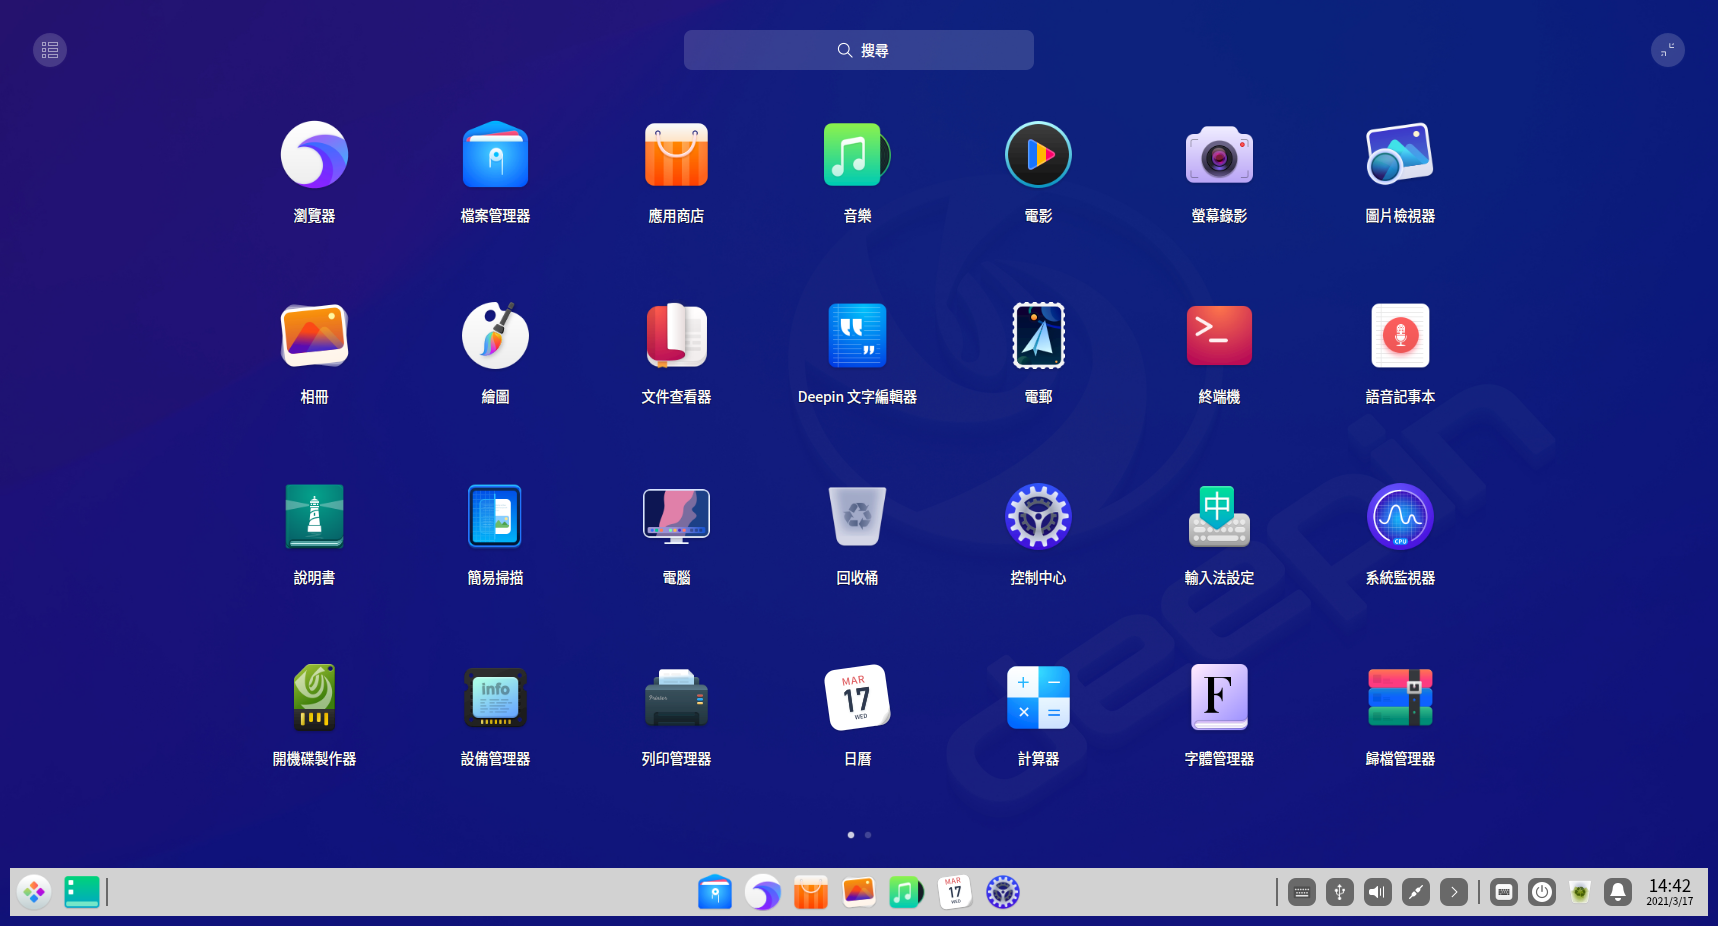 搜尋
瀏覽器
檔案管理器
應用商店
音樂
電影
螢幕錄影
圖片檢視器
相冊
繪圖
文件查看器
Deepin 文字編輯器
電郵
終端機
語音記事本
中
CPU
說明書
簡易掃描
電腦
回收桶
控制中心
輸入法設定
系統監視器
info
MAR
17
WED
F
開機碟製作器
設備管理器
列印管理器
日曆
計算器
字體管理器
歸檔管理器
deepin
MAR
17
14:42
2021/3/17